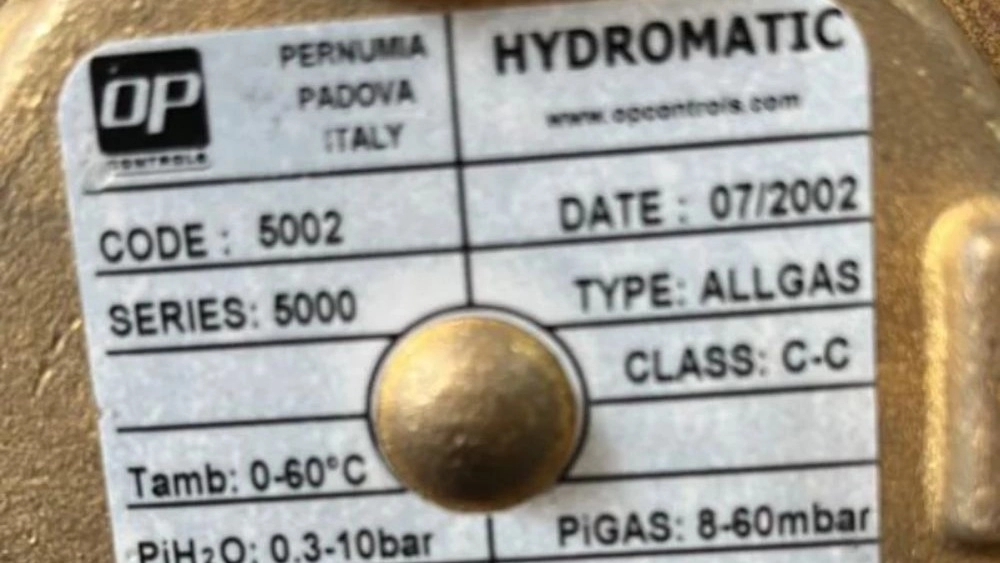 OP
CONTROLS
PERNUMIA
PADOVA
ITALY
HYDROMATIC
www.opcontrols.com
CODE : 5002
DATE : 07/2002
SERIES: 5000
TYPE: ALLGAS
CLASS: C-C
Tamb: 0-60°C
PiH₂O: 0.3-10bar
PiGAS: 8-60mbar